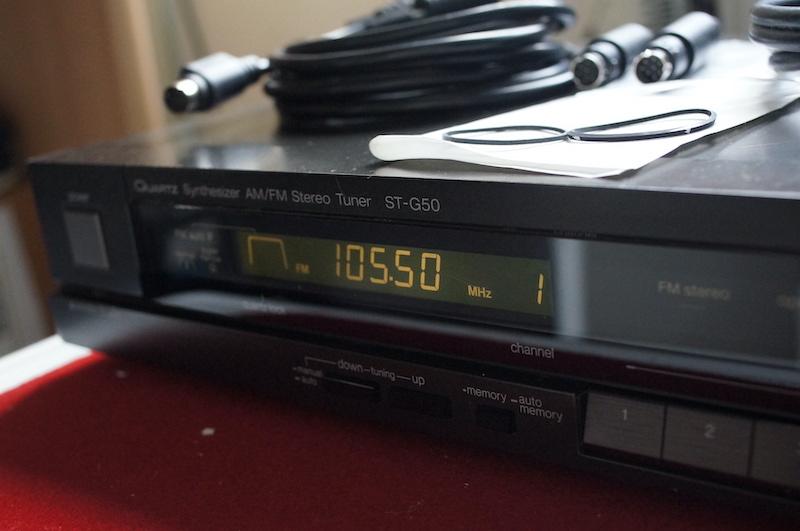 power
Quartz Synthesizer AM/FM Stereo Tuner ST-G50
FM 105.50 MHz 1
FM stereo
channel
manual
auto
down tuning up
memory
auto memory
1 2